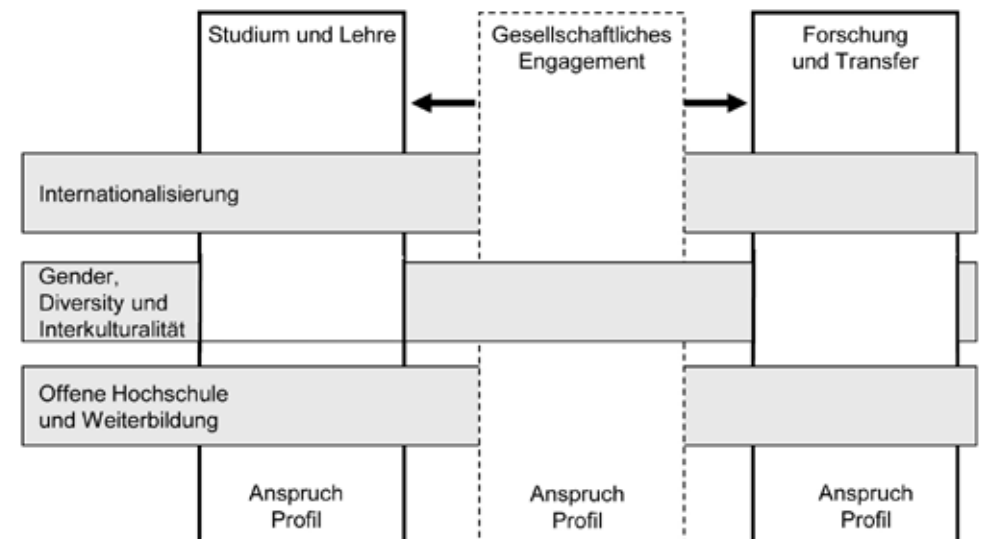 Studium und Lehre
Gesellschaftliches
Engagement
Forschung
und Transfer
Internationalisierung
Gender,
Diversity und
Interkulturalität
Offene Hochschule
und Weiterbildung
Anspruch
Profil
Anspruch
Profil
Anspruch
Profil